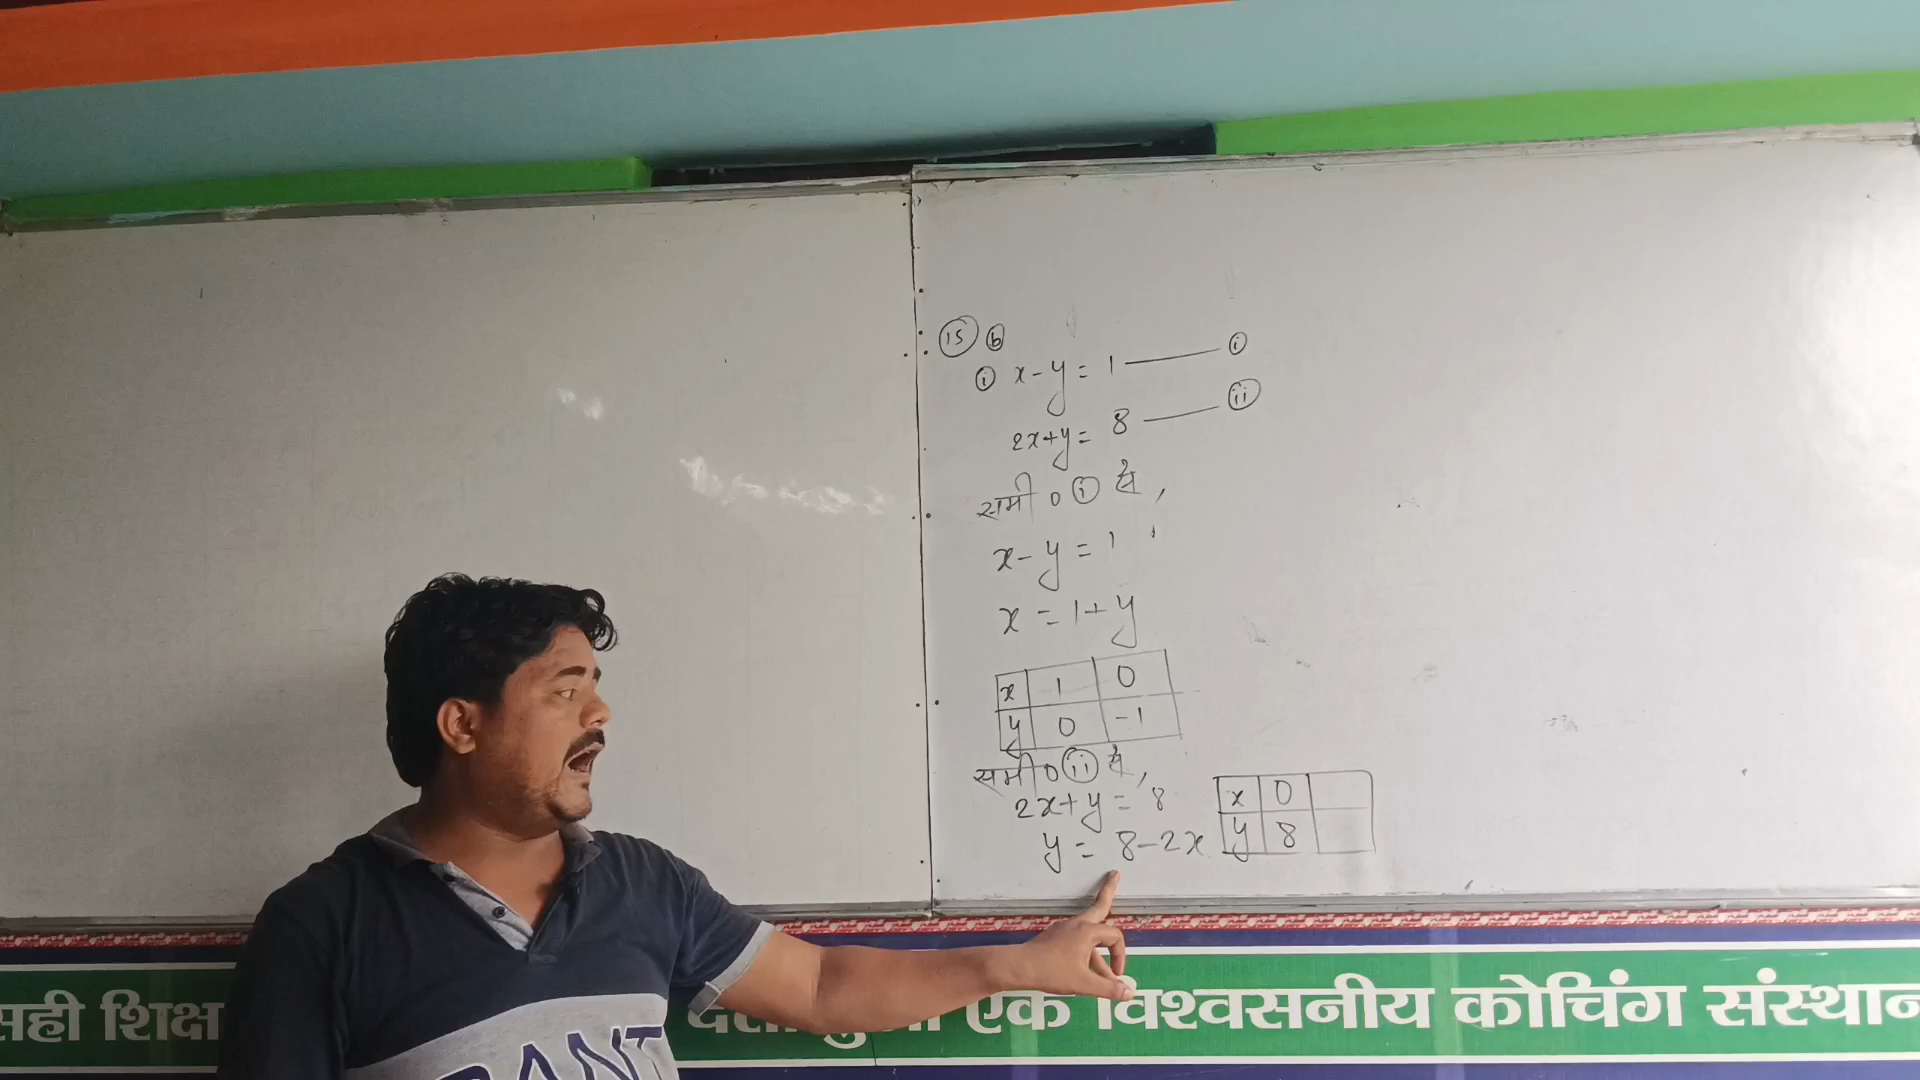 15 b
i x - y = 1 ——— i
2x+y = 8 ——— ii
समी० i से,
x - y = 1
x = 1+y
x 1 0
y 0 -1
समी० ii से,
2x+y = 8
y = 8-2x
x 0
y 8
सही शिक्ष एक विश्वसनीय कोचिंग संस्थान
RANT